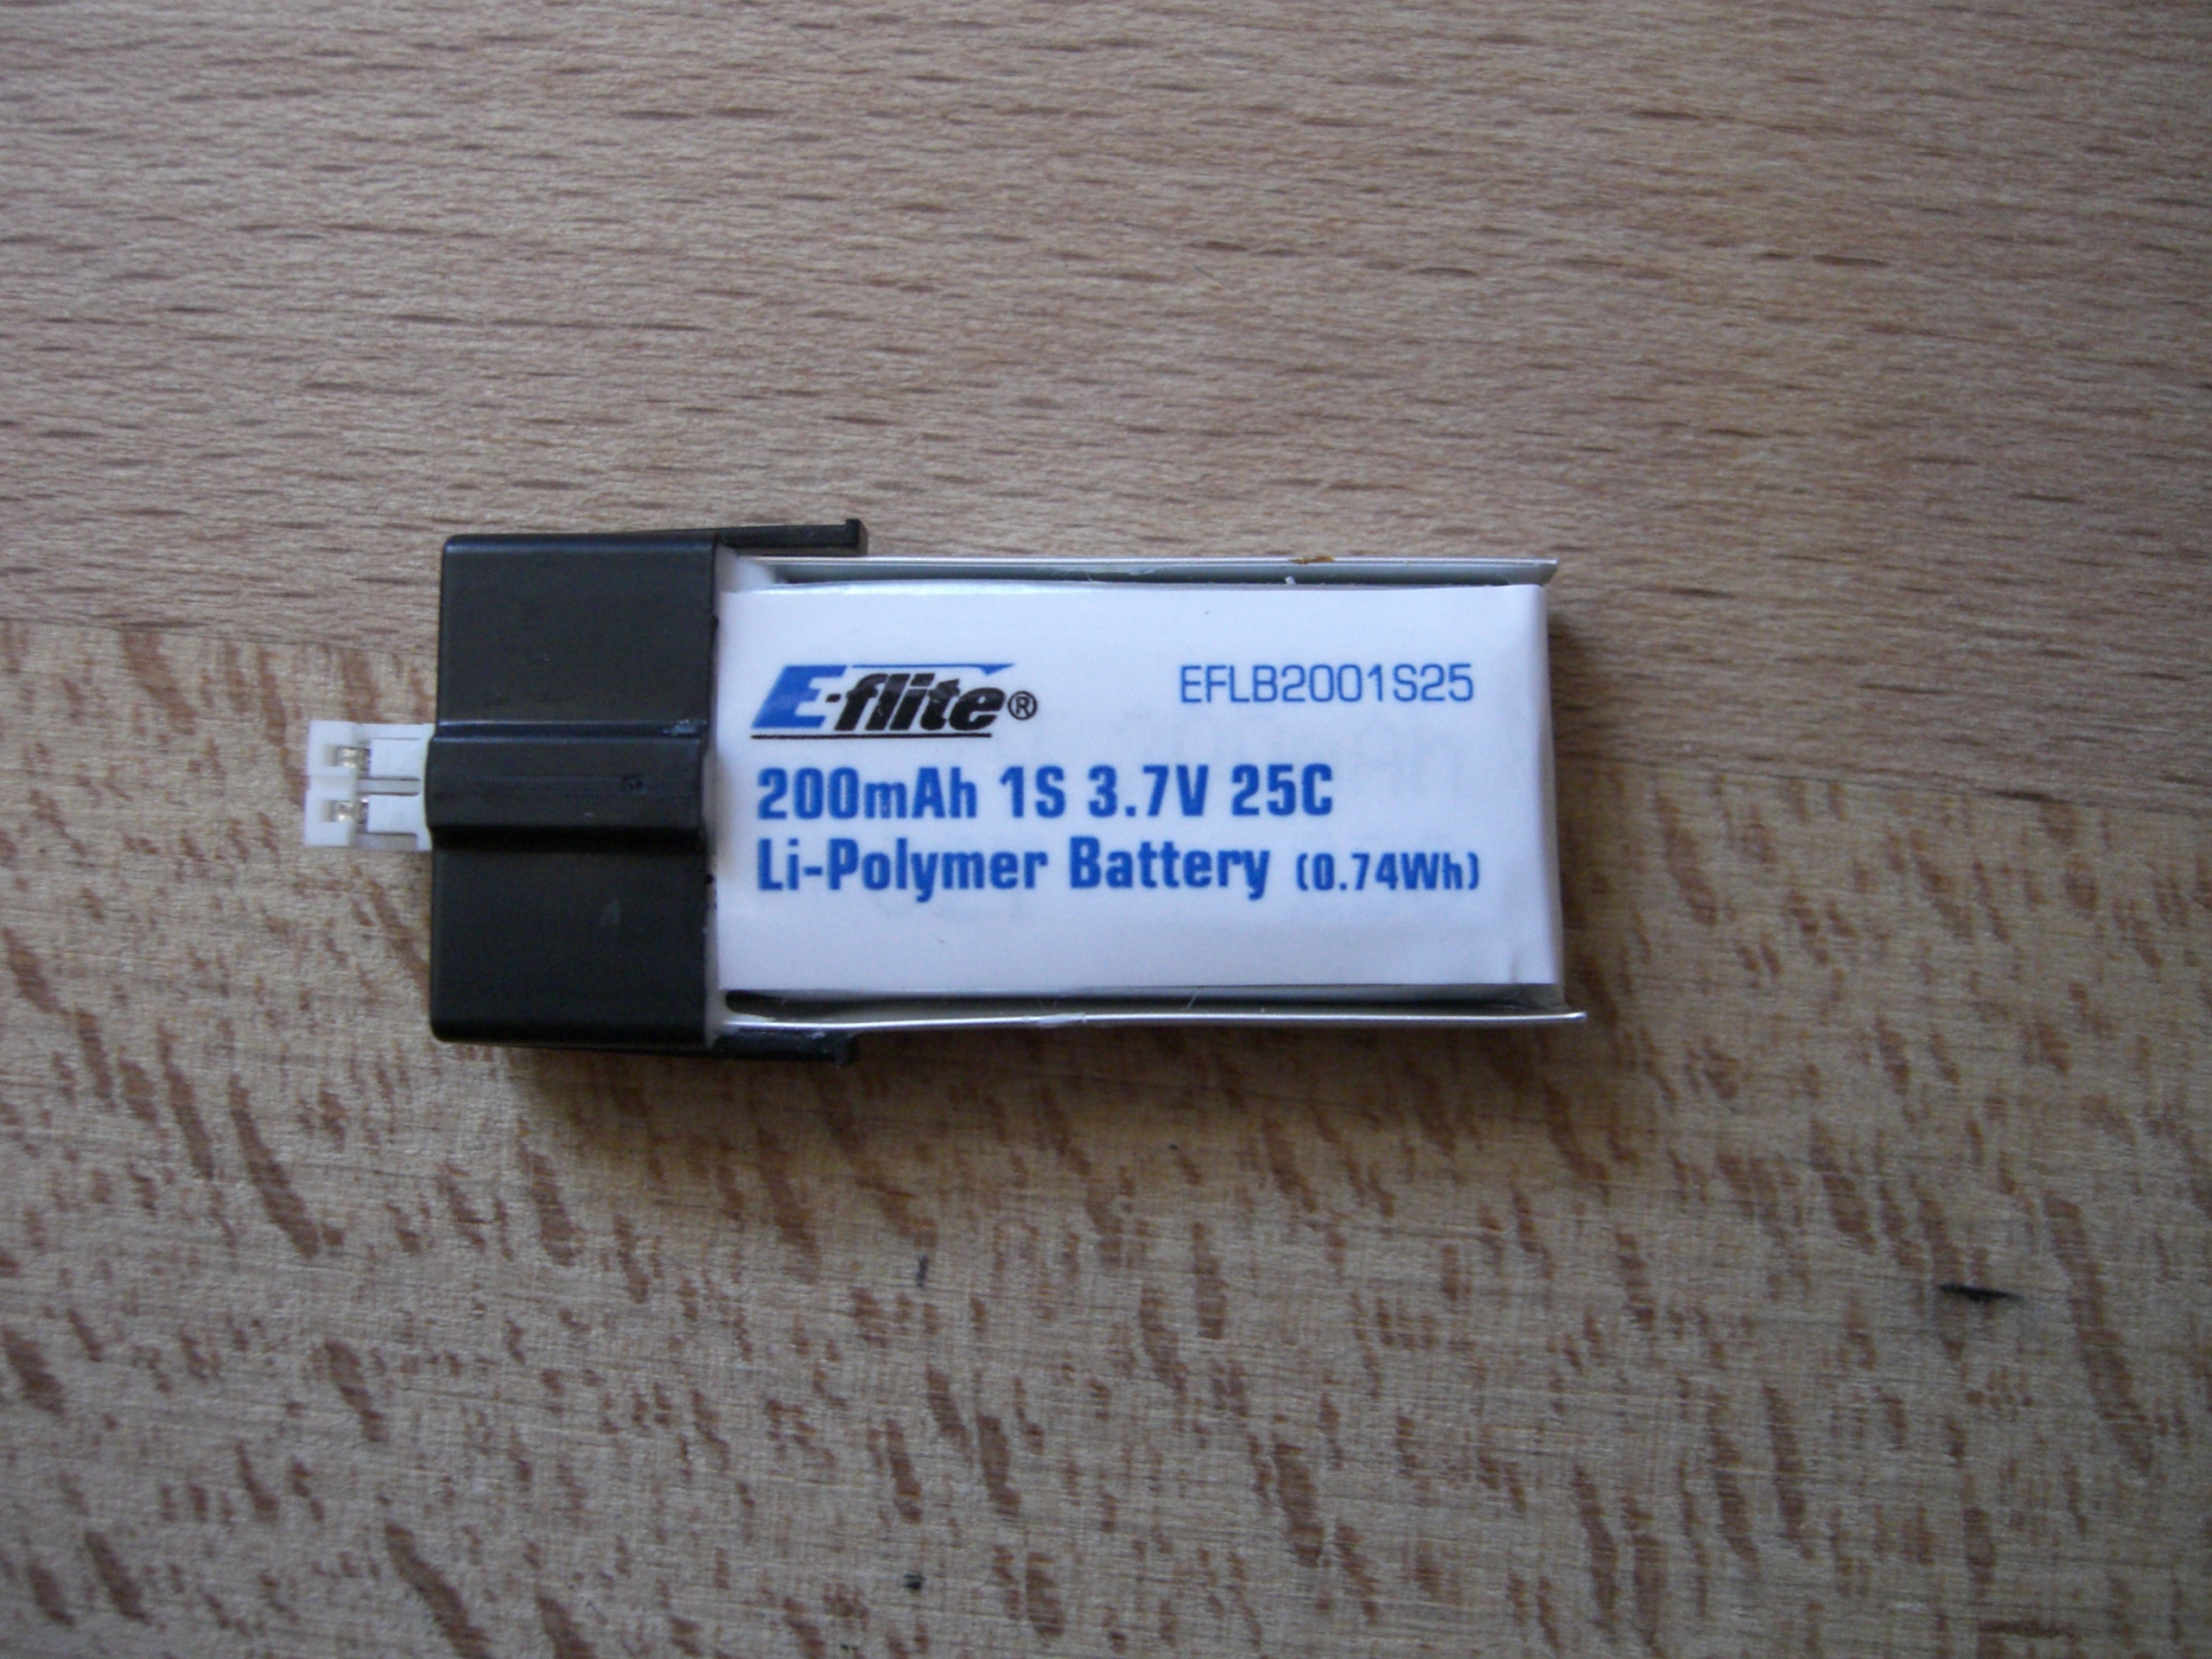 E-flite® EFLB2001S25
200mAh 1S 3.7V 25C
Li-Polymer Battery (0.74Wh)